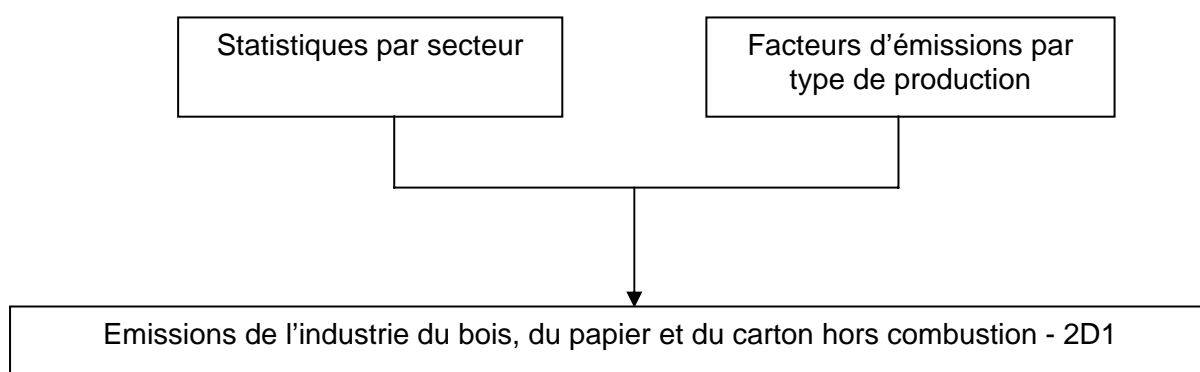 Statistiques par secteur
Facteurs d’émissions par
type de production
Emissions de l’industrie du bois, du papier et du carton hors combustion - 2D1